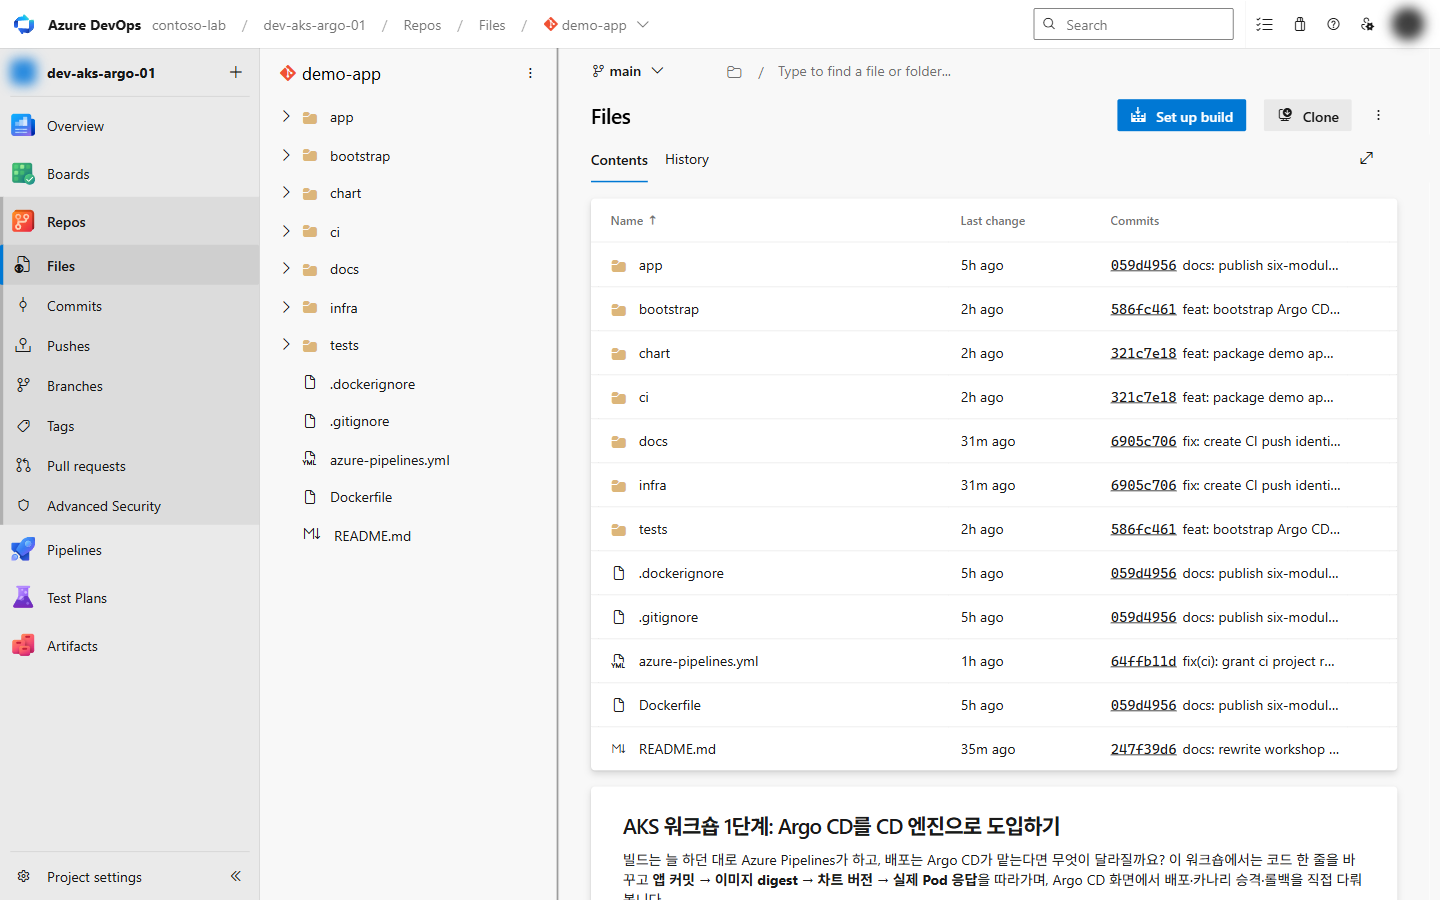 Azure DevOps contoso-lab / dev-aks-argo-01 / Repos / Files / demo-app
Search
dev-aks-argo-01
Overview
Boards
Repos
Files
Commits
Pushes
Branches
Tags
Pull requests
Advanced Security
Pipelines
Test Plans
Artifacts
Project settings
demo-app
app
bootstrap
chart
ci
docs
infra
tests
.dockerignore
.gitignore
azure-pipelines.yml
Dockerfile
README.md
main / Type to find a file or folder...
Files
Set up build Clone
Contents History
Name ↑ Last change Commits
app 5h ago 059d4956 docs: publish six-modul...
bootstrap 2h ago 586fc461 feat: bootstrap Argo CD...
chart 2h ago 321c7e18 feat: package demo ap...
ci 2h ago 321c7e18 feat: package demo ap...
docs 31m ago 6905c706 fix: create CI push identi...
infra 31m ago 6905c706 fix: create CI push identi...
tests 2h ago 586fc461 feat: bootstrap Argo CD...
.dockerignore 5h ago 059d4956 docs: publish six-modul...
.gitignore 5h ago 059d4956 docs: publish six-modul...
azure-pipelines.yml 1h ago 64ffb11d fix(ci): grant ci project r...
Dockerfile 5h ago 059d4956 docs: publish six-modul...
README.md 35m ago 247f39d6 docs: rewrite workshop ...
AKS 워크숍 1단계: Argo CD를 CD 엔진으로 도입하기
빌드는 늘 하던 대로 Azure Pipelines가 하고, 배포는 Argo CD가 맡는다면 무엇이 달라질까요? 이 워크숍에서는 코드 한 줄을 바
꾸고 앱 커밋 → 이미지 digest → 차트 버전 → 실제 Pod 응답을 따라가며, Argo CD 화면에서 배포·카나리 승격·롤백을 직접 다뤄
봅니다.